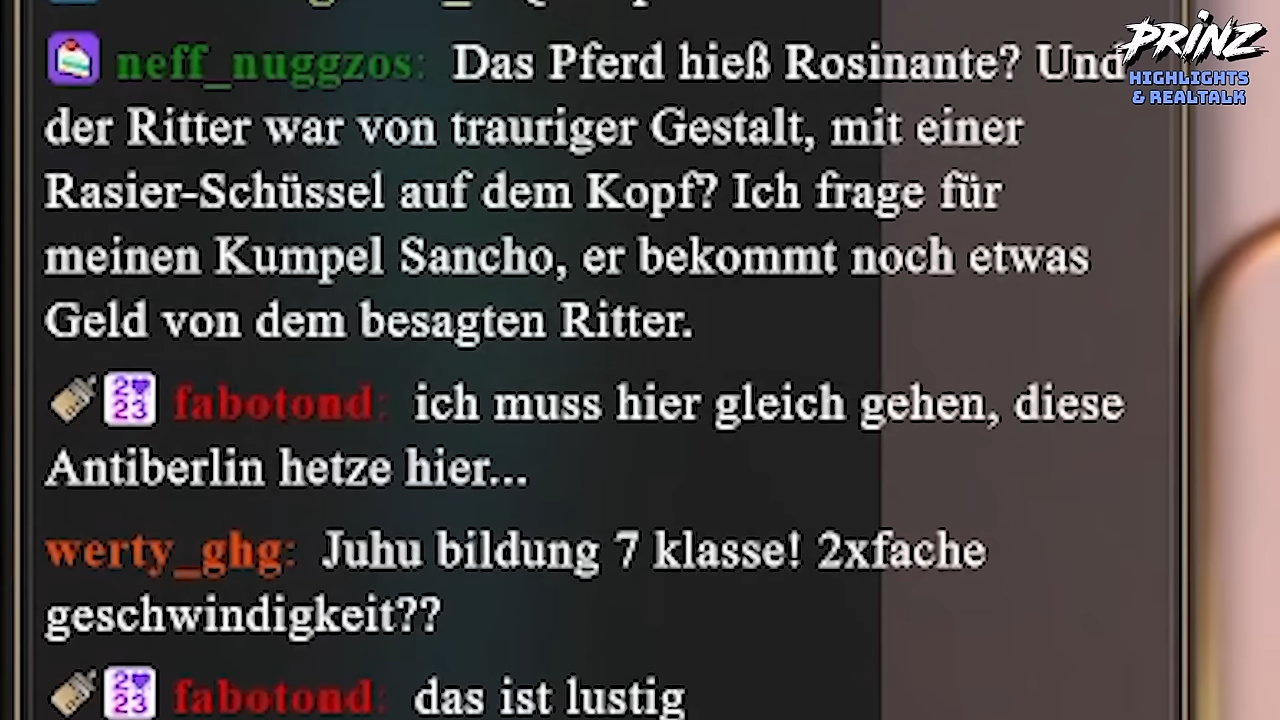 neff_nuggzos: Das Pferd hieß Rosinante? Und
der Ritter war von trauriger Gestalt, mit einer
Rasier-Schüssel auf dem Kopf? Ich frage für
meinen Kumpel Sancho, er bekommt noch etwas
Geld von dem besagten Ritter.
2023 fabotond: ich muss hier gleich gehen, diese
Antiberlin hetze hier...
werty_ghg: Juhu bildung 7 klasse! 2xfache
geschwindigkeit??
2023 fabotond: das ist lustig
PRINZ
HIGHLIGHTS
& REALTALK